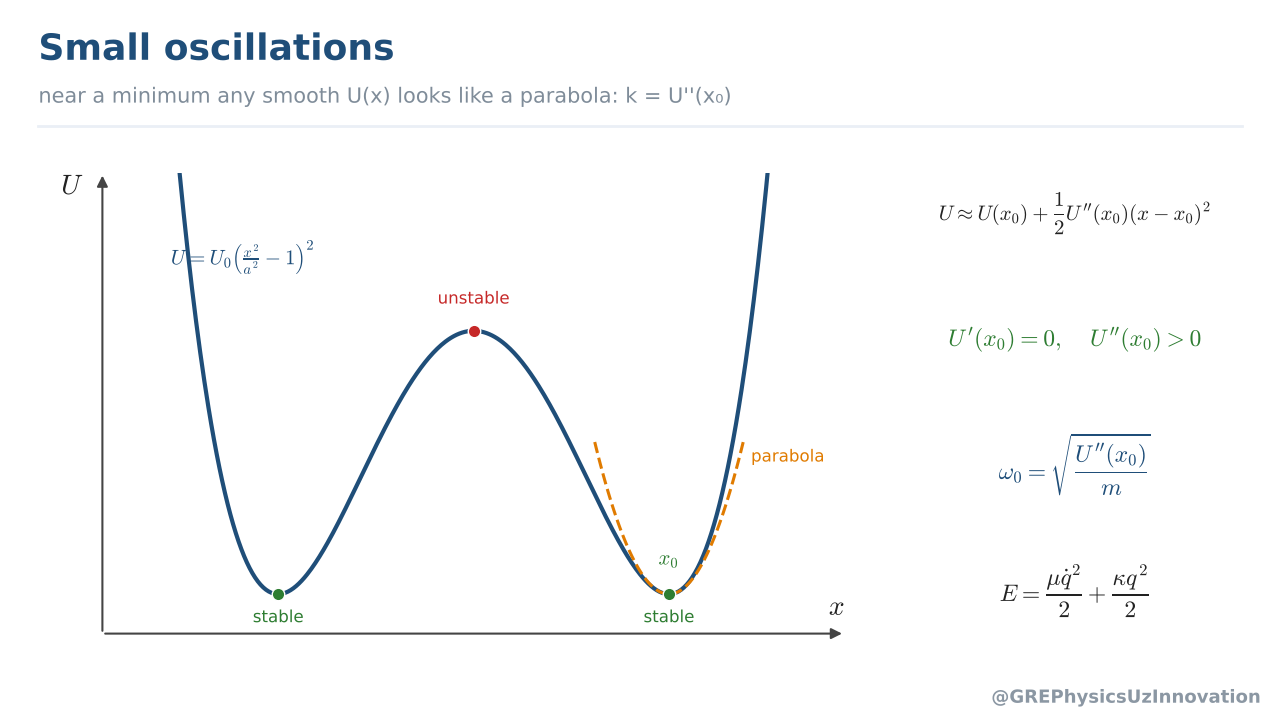 Small oscillations
near a minimum any smooth U(x) looks like a parabola: k = U''(x₀)
U
U = U₀(x²/a² − 1)²
unstable
parabola
x₀
stable
stable
x
U ≈ U(x₀) + 1/2 U″(x₀)(x − x₀)²
U′(x₀) = 0, U″(x₀) > 0
ω₀ = √(U″(x₀)/m)
E = μq̇²/2 + κq²/2
@GREPhysicsUzInnovation